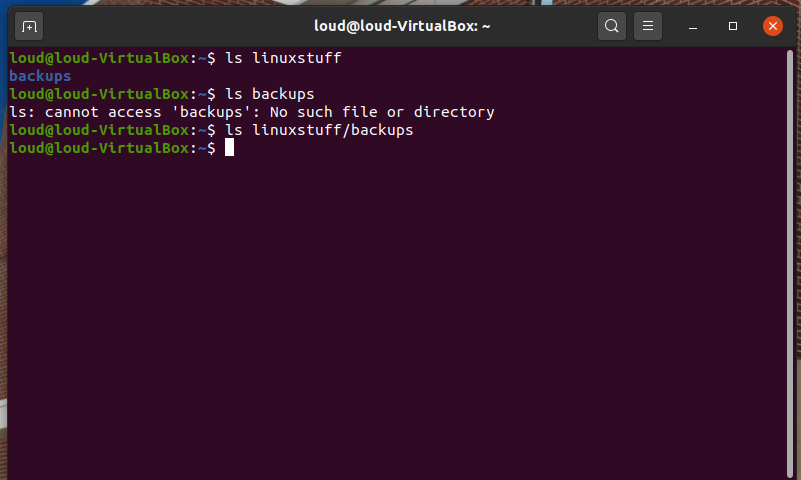 loud@loud-VirtualBox: ~
loud@loud-VirtualBox:~$ ls linuxstuff
backups
loud@loud-VirtualBox:~$ ls backups
ls: cannot access 'backups': No such file or directory
loud@loud-VirtualBox:~$ ls linuxstuff/backups
loud@loud-VirtualBox:~$